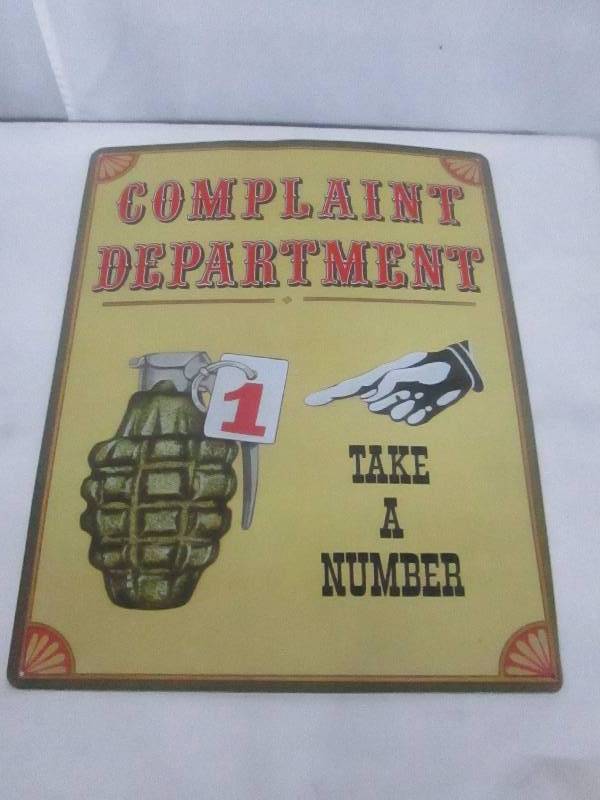 COMPLAINT
DEPARTMENT
1
TAKE
A
NUMBER